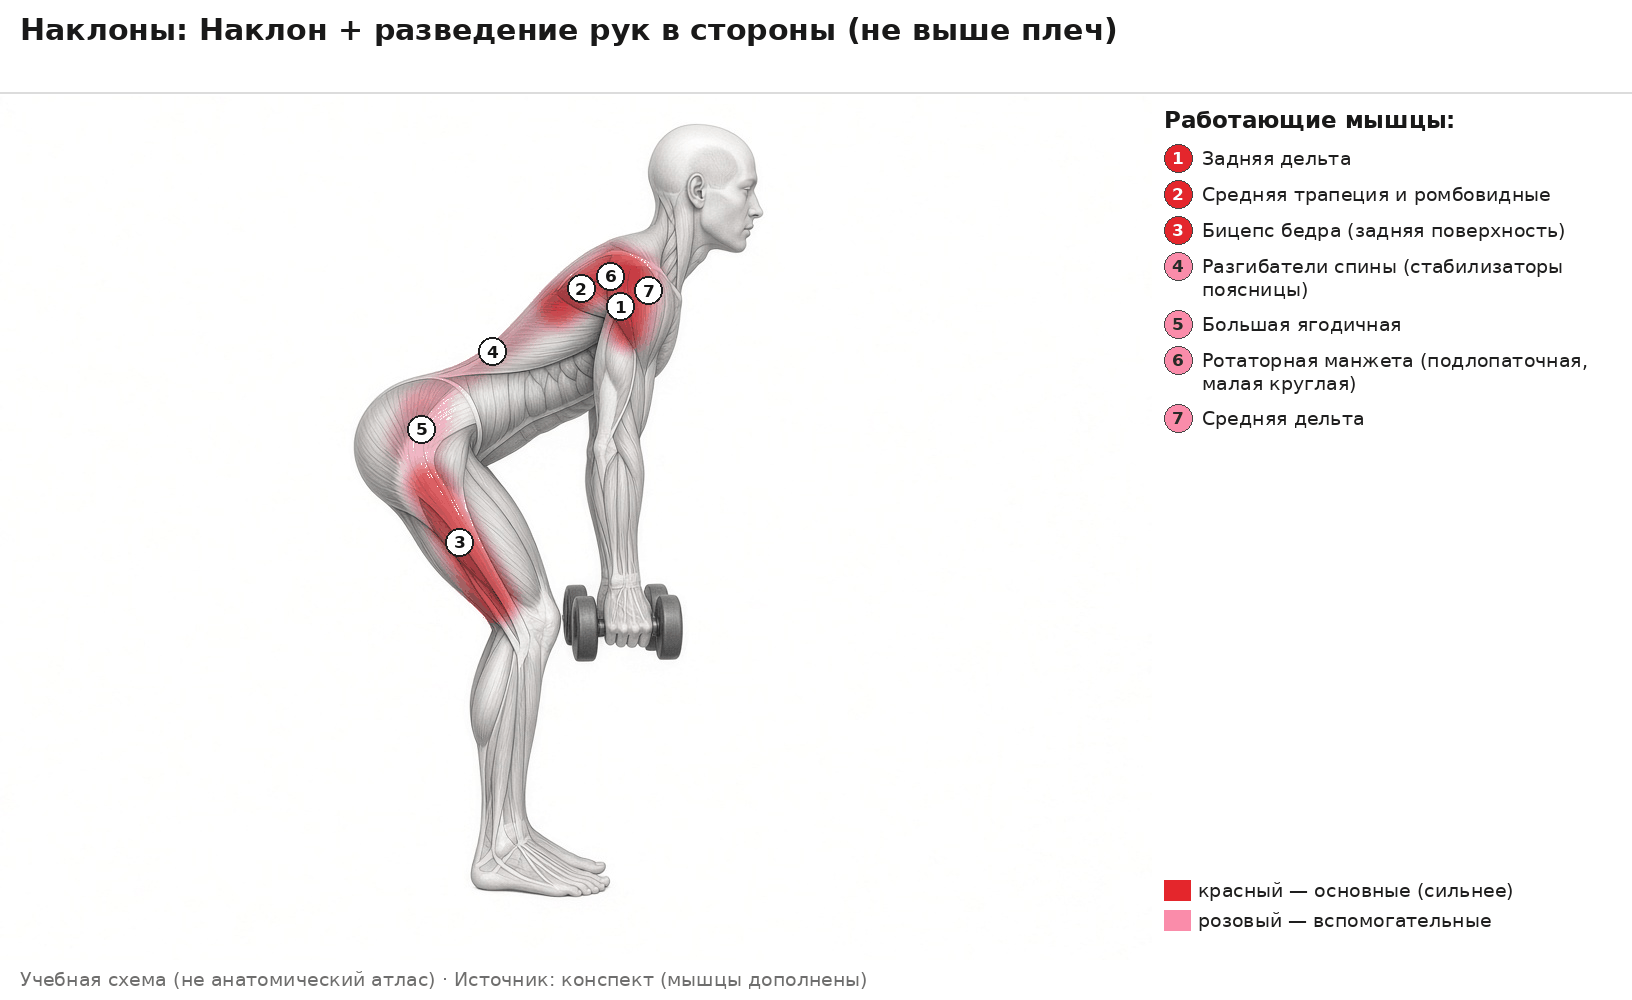 Наклоны: Наклон + разведение рук в стороны (не выше плеч)
Работающие мышцы:
1 Задняя дельта
2 Средняя трапеция и ромбовидные
3 Бицепс бедра (задняя поверхность)
4 Разгибатели спины (стабилизаторы
поясницы)
5 Большая ягодичная
6 Ротаторная манжета (подлопаточная,
малая круглая)
7 Средняя дельта
6
2
7
1
4
5
3
красный — основные (сильнее)
розовый — вспомогательные
Учебная схема (не анатомический атлас) · Источник: конспект (мышцы дополнены)